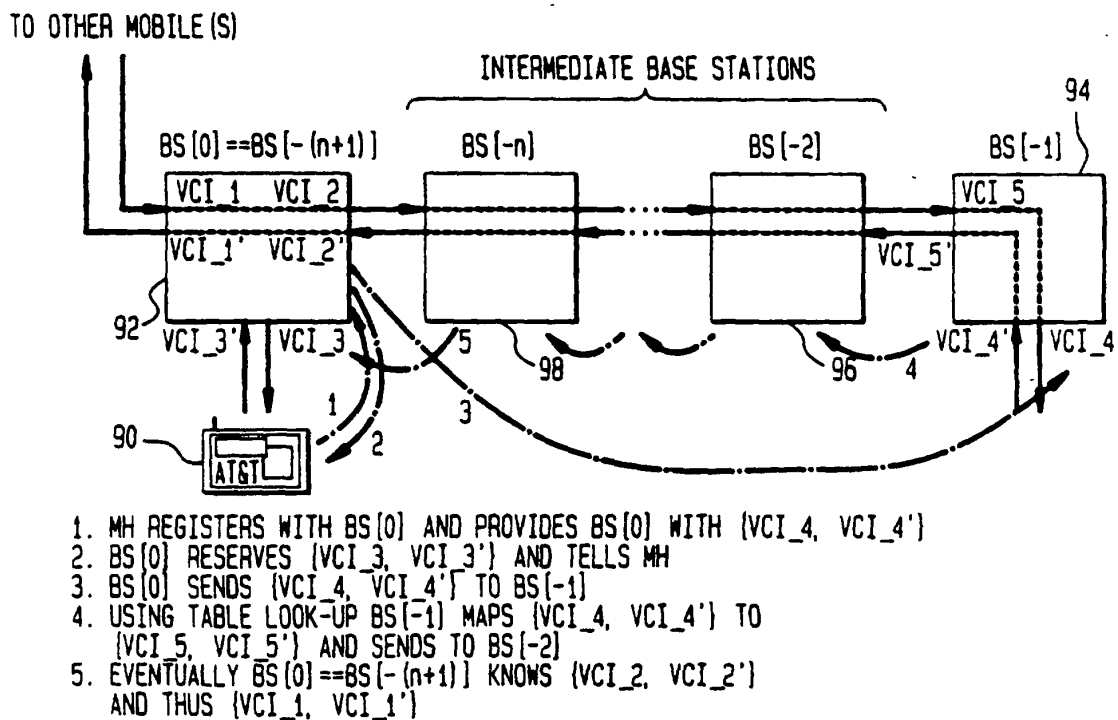 TO OTHER MOBILE(S)
INTERMEDIATE BASE STATIONS
94
BS[0]==BS[-(n+1)] BS[-n] BS[-2] BS[-1]
VCI_1 VCI_2 VCI_5
VCI_1' VCI_2' VCI_5'
92
VCI_3' VCI_3 5 98 96 4 VCI_4' VCI_4
1 3
90 2
AT&T
1. MH REGISTERS WITH BS[0] AND PROVIDES BS[0] WITH {VCI_4, VCI_4'}
2. BS[0] RESERVES {VCI_3, VCI_3'} AND TELLS MH
3. BS[0] SENDS {VCI_4, VCI_4'} TO BS[-1]
4. USING TABLE LOOK-UP BS[-1] MAPS {VCI_4, VCI_4'} TO
{VCI_5, VCI_5'} AND SENDS TO BS[-2]
5. EVENTUALLY BS[0]==BS[-(n+1)] KNOWS {VCI_2, VCI_2'}
AND THUS {VCI_1, VCI_1'}